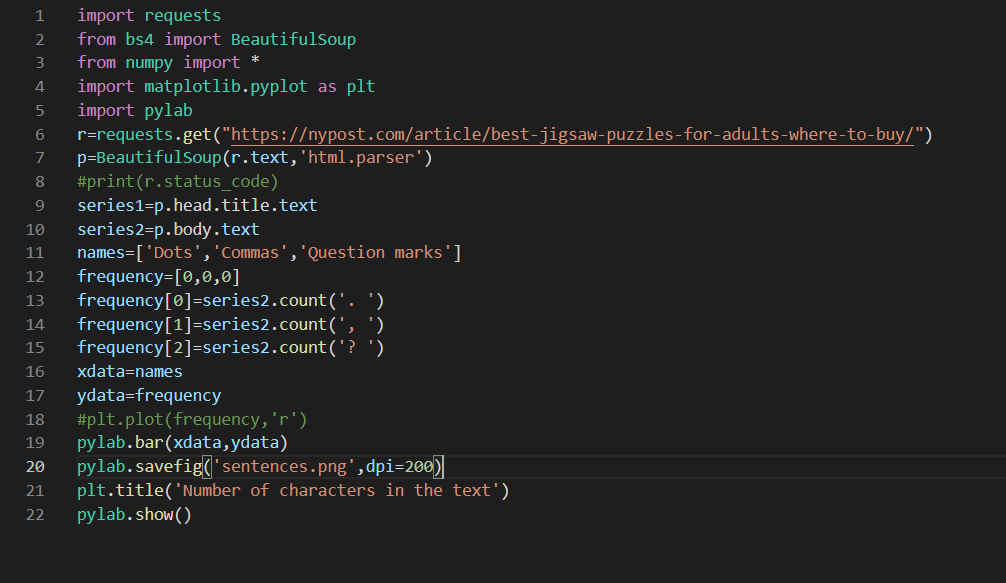 1 import requests
2 from bs4 import BeautifulSoup
3 from numpy import *
4 import matplotlib.pyplot as plt
5 import pylab
6 r=requests.get("https://nypost.com/article/best-jigsaw-puzzles-for-adults-where-to-buy/")
7 p=BeautifulSoup(r.text,'html.parser')
8 #print(r.status_code)
9 series1=p.head.title.text
10 series2=p.body.text
11 names=['Dots','Commas','Question marks']
12 frequency=[0,0,0]
13 frequency[0]=series2.count('. ')
14 frequency[1]=series2.count(', ')
15 frequency[2]=series2.count('? ')
16 xdata=names
17 ydata=frequency
18 #plt.plot(frequency,'r')
19 pylab.bar(xdata,ydata)
20 pylab.savefig('sentences.png',dpi=200)
21 plt.title('Number of characters in the text')
22 pylab.show()